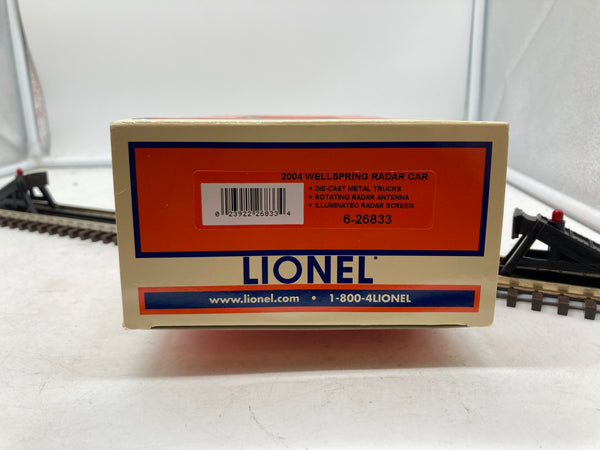 2004 WELLSPRING RADAR CAR
• DIE-CAST METAL TRUCKS
• ROTATING RADAR ANTENNA
• ILLUMINATED RADAR SCREEN
6-26833
0 23922 26833 4
LIONEL
www.lionel.com • 1-800-4LIONEL